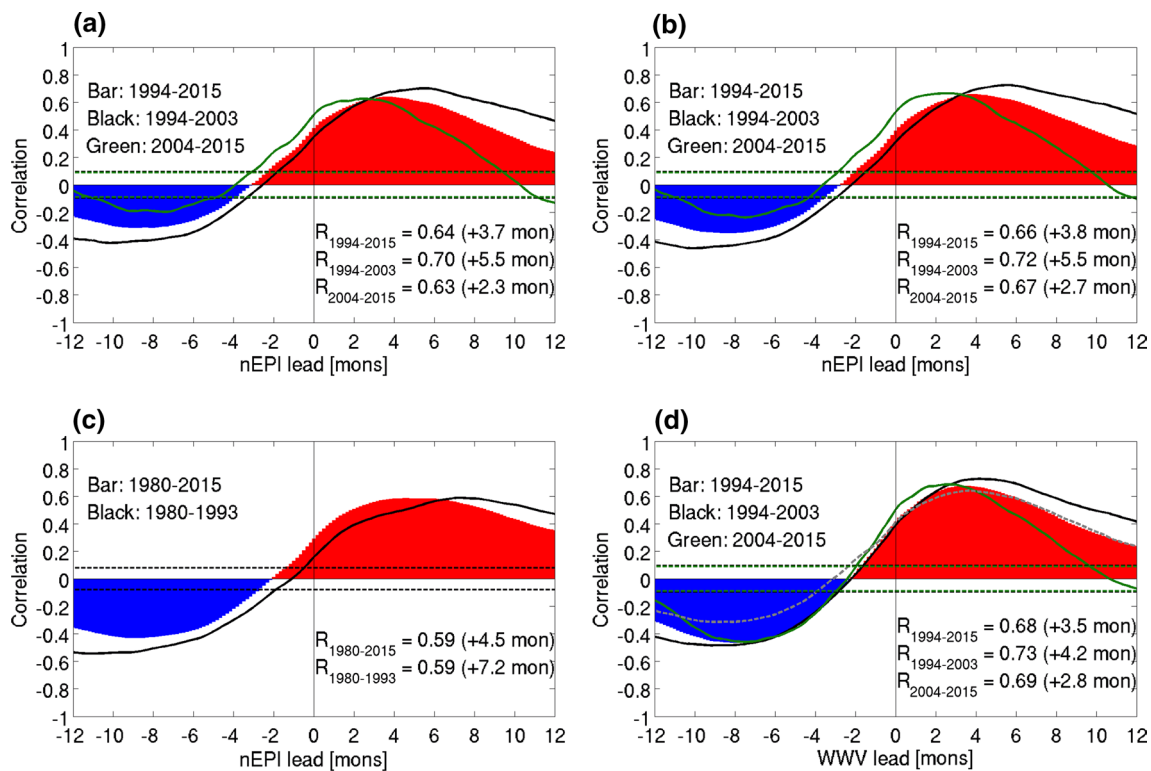 (a)
1
0.8
0.6
0.4
0.2
0
-0.2
-0.4
-0.6
-0.8
-1
Correlation
Bar: 1994-2015
Black: 1994-2003
Green: 2004-2015
R1994-2015 = 0.64 (+3.7 mon)
R1994-2003 = 0.70 (+5.5 mon)
R2004-2015 = 0.63 (+2.3 mon)
-12 -10 -8 -6 -4 -2 0 2 4 6 8 10 12
nEPI lead [mons]
(b)
1
0.8
0.6
0.4
0.2
0
-0.2
-0.4
-0.6
-0.8
-1
Correlation
Bar: 1994-2015
Black: 1994-2003
Green: 2004-2015
R1994-2015 = 0.66 (+3.8 mon)
R1994-2003 = 0.72 (+5.5 mon)
R2004-2015 = 0.67 (+2.7 mon)
-12 -10 -8 -6 -4 -2 0 2 4 6 8 10 12
nEPI lead [mons]
(c)
1
0.8
0.6
0.4
0.2
0
-0.2
-0.4
-0.6
-0.8
-1
Correlation
Bar: 1980-2015
Black: 1980-1993
R1980-2015 = 0.59 (+4.5 mon)
R1980-1993 = 0.59 (+7.2 mon)
-12 -10 -8 -6 -4 -2 0 2 4 6 8 10 12
nEPI lead [mons]
(d)
1
0.8
0.6
0.4
0.2
0
-0.2
-0.4
-0.6
-0.8
-1
Correlation
Bar: 1994-2015
Black: 1994-2003
Green: 2004-2015
R1994-2015 = 0.68 (+3.5 mon)
R1994-2003 = 0.73 (+4.2 mon)
R2004-2015 = 0.69 (+2.8 mon)
-12 -10 -8 -6 -4 -2 0 2 4 6 8 10 12
WWV lead [mons]